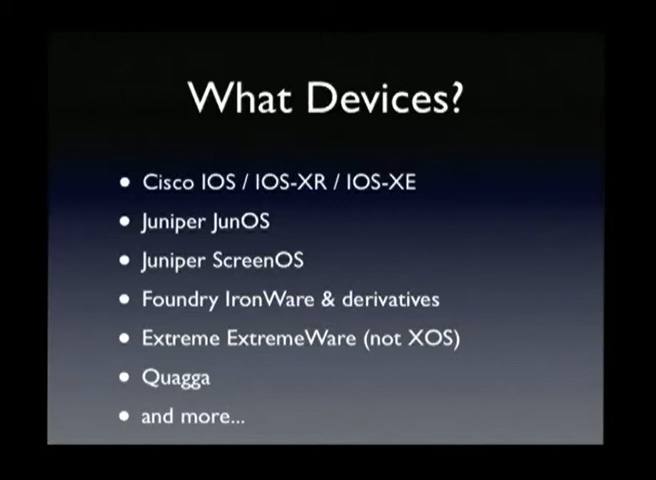 What Devices?
• Cisco IOS / IOS-XR / IOS-XE
• Juniper JunOS
• Juniper ScreenOS
• Foundry IronWare & derivatives
• Extreme ExtremeWare (not XOS)
• Quagga
• and more...